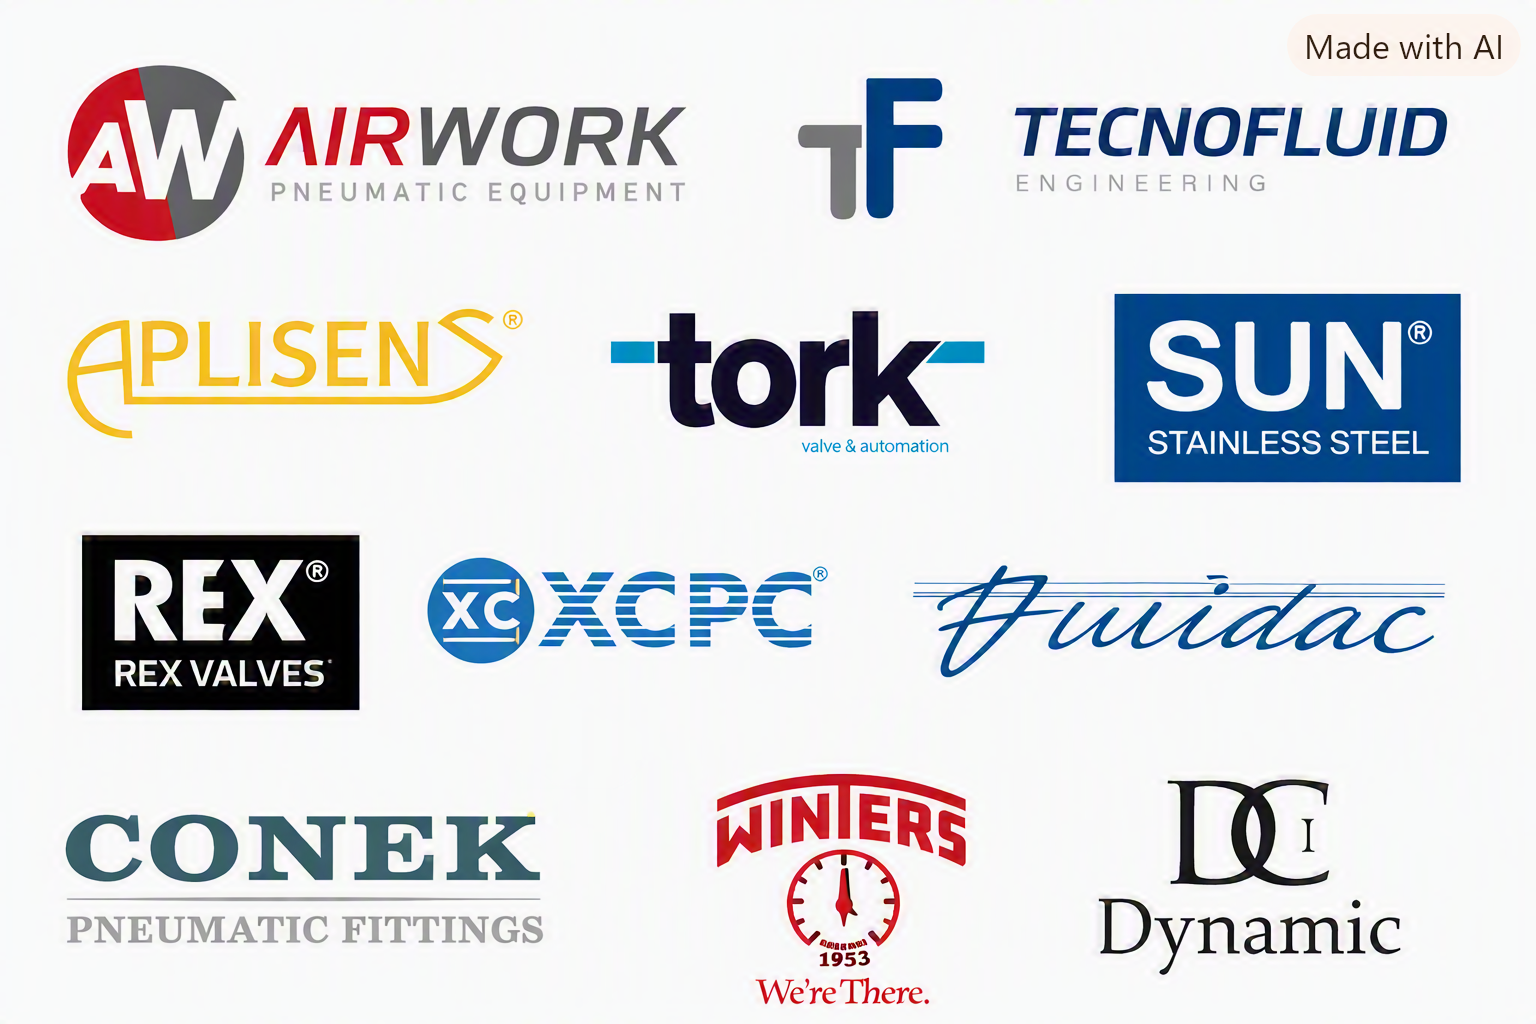 Made with AI
AW AIRWORK
PNEUMATIC EQUIPMENT
TF
TECNOFLUID
ENGINEERING
APLISENS®
tork
valve & automation
SUN®
STAINLESS STEEL
REX®
REX VALVES
XC XCPC®
CONEK
PNEUMATIC FITTINGS
WINTERS
1953
We're There.
DCI
Dynamic